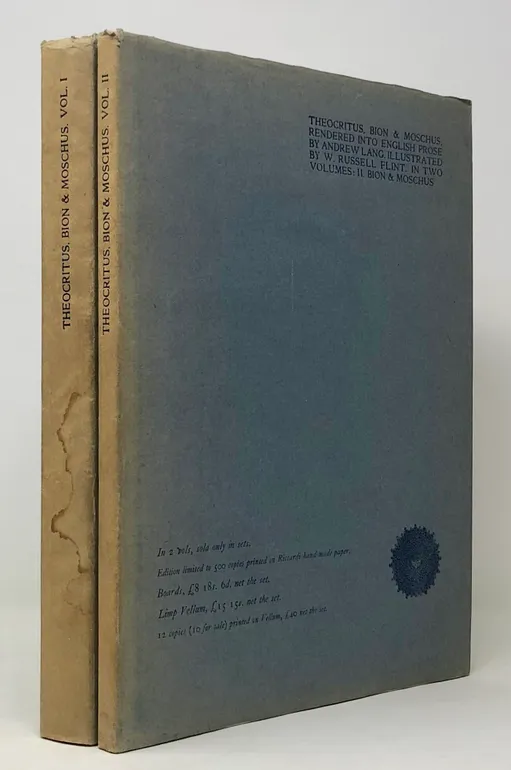 THEOCRITUS, BION & MOSCHUS. VOL. I
THEOCRITUS, BION & MOSCHUS. VOL. II
THEOCRITUS, BION & MOSCHUS,
RENDERED INTO ENGLISH PROSE
BY ANDREW LANG. ILLUSTRATED
BY W. RUSSELL FLINT. IN TWO
VOLUMES: II BION & MOSCHUS
In 2 vols, sold only in sets.
Edition limited to 500 copies printed on Riccardi hand-made paper.
Boards, £8 18s. 6d. net the set.
Limp Vellum, £15 15s. net the set.
12 copies (10 for sale) printed on Vellum, £40 net the set.